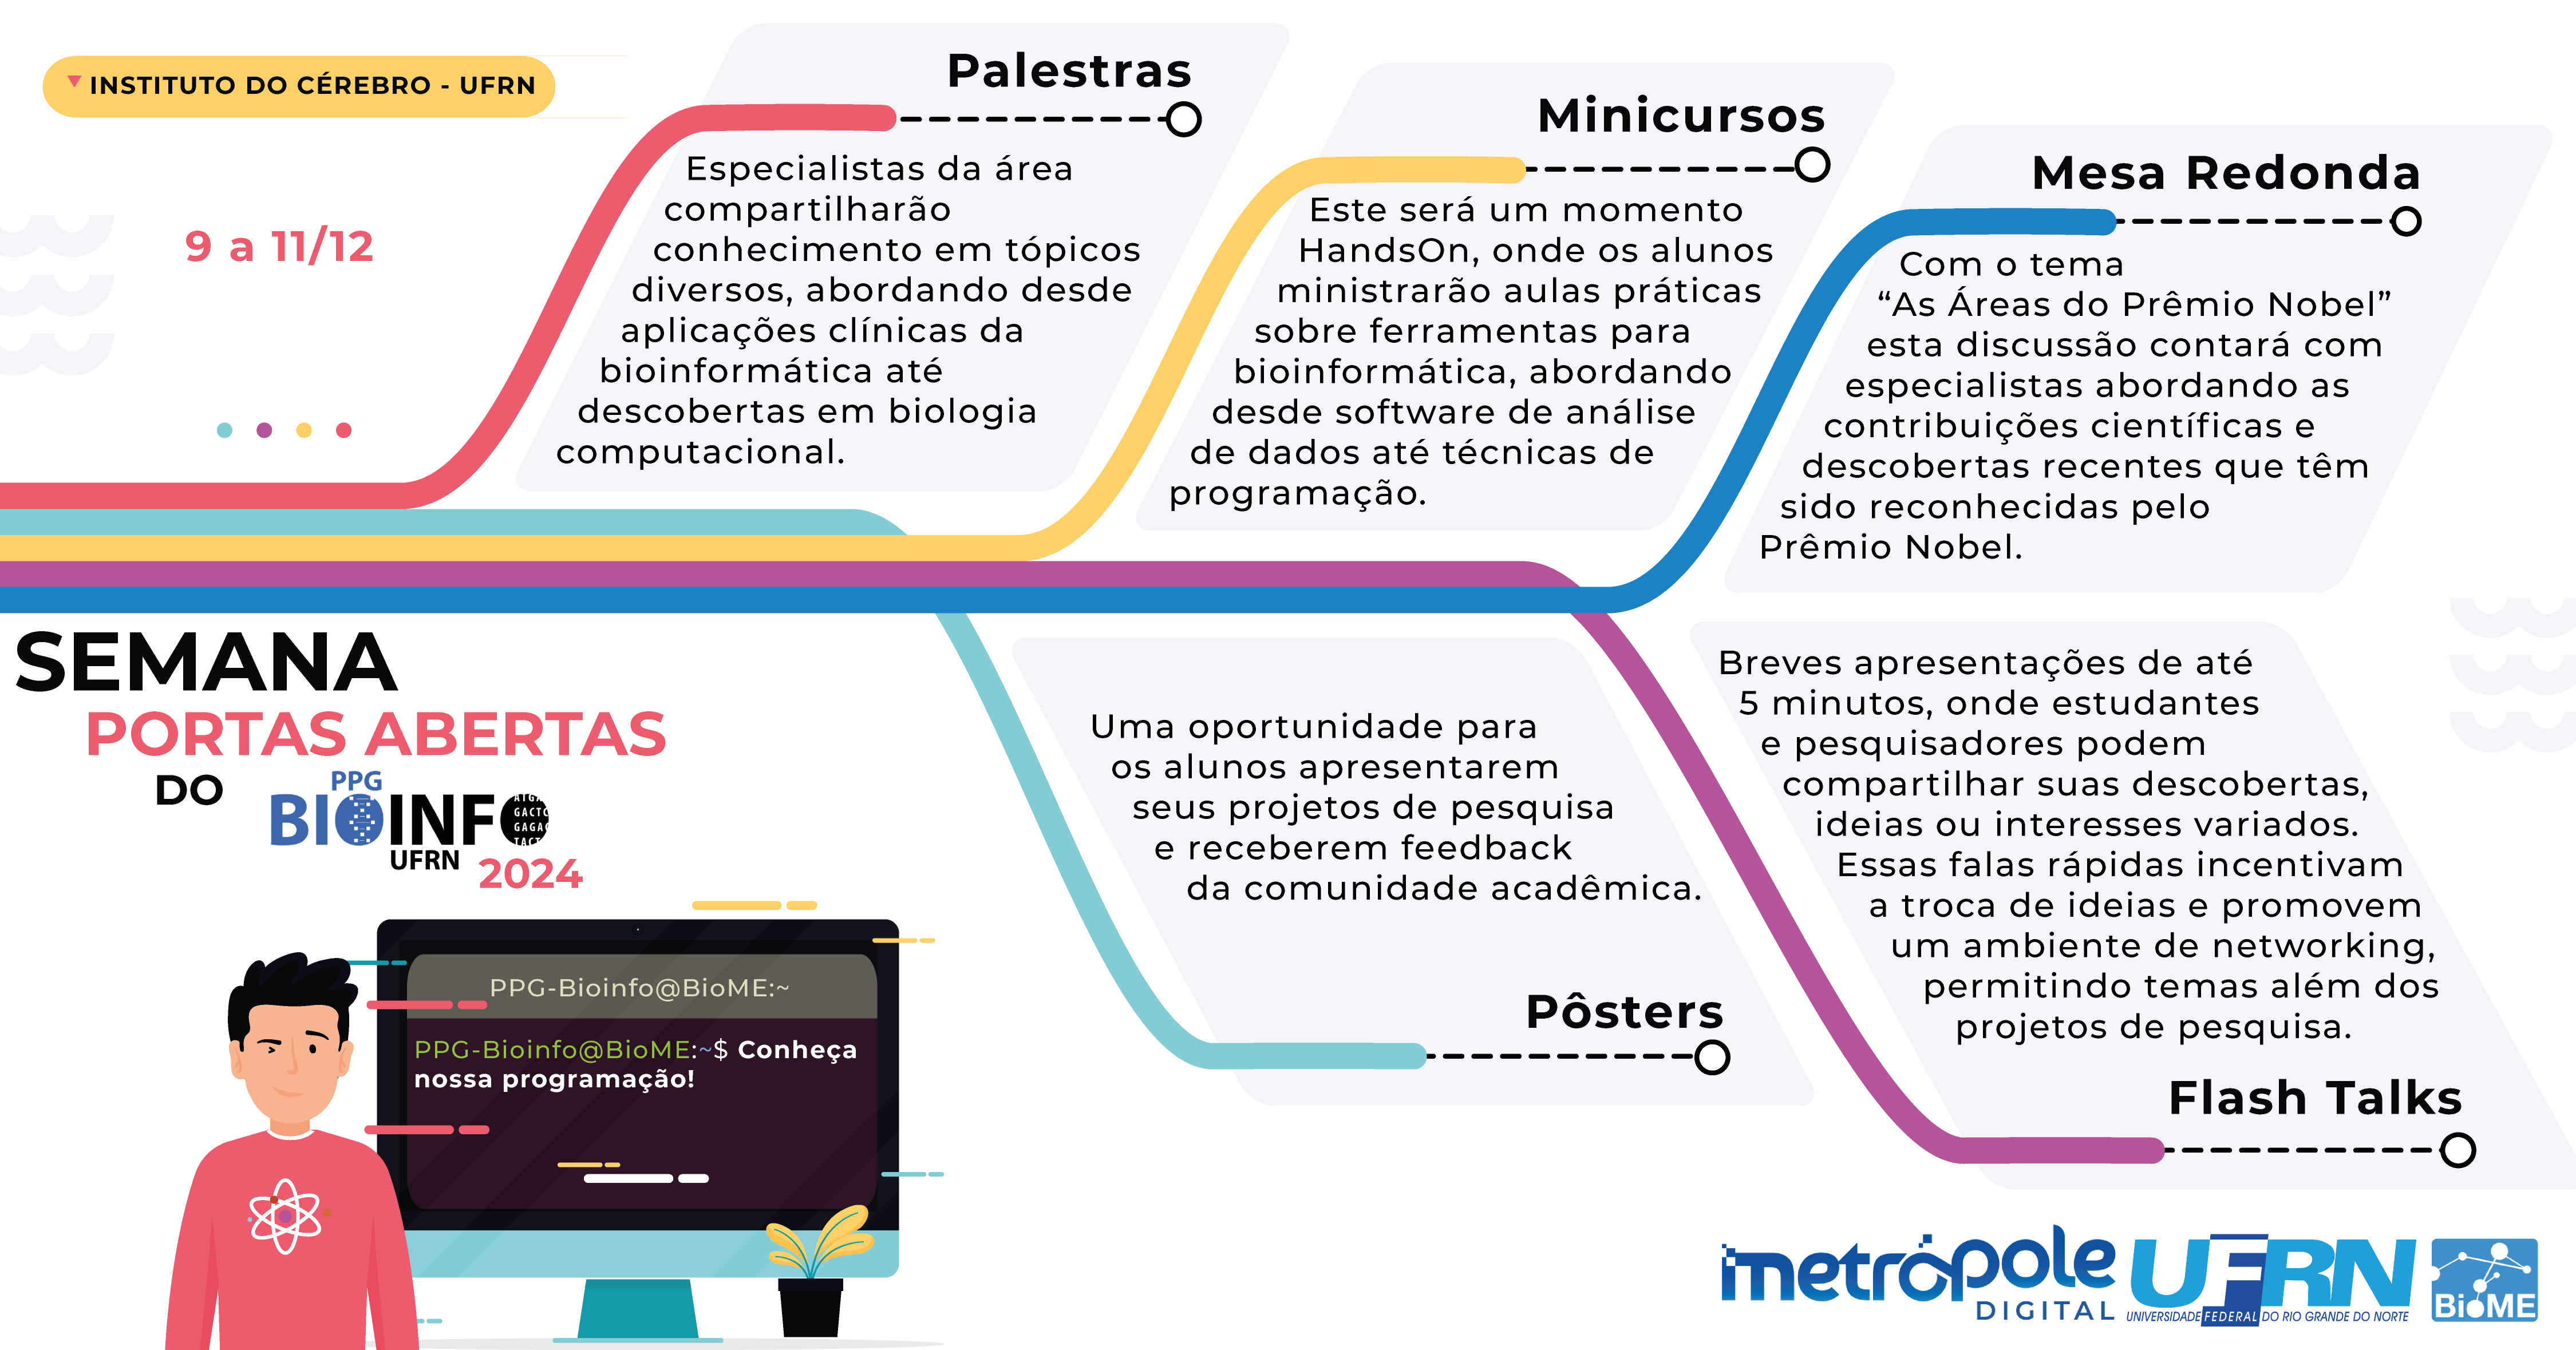 INSTITUTO DO CÉREBRO - UFRN
9 a 11/12
Palestras
Especialistas da área
compartilharão
conhecimento em tópicos
diversos, abordando desde
aplicações clínicas da
bioinformática até
descobertas em biologia
computacional.
Minicursos
Este será um momento
HandsOn, onde os alunos
ministrarão aulas práticas
sobre ferramentas para
bioinformática, abordando
desde software de análise
de dados até técnicas de
programação.
Mesa Redonda
Com o tema
“As Áreas do Prêmio Nobel”
esta discussão contará com
especialistas abordando as
contribuições científicas e
descobertas recentes que têm
sido reconhecidas pelo
Prêmio Nobel.
SEMANA
PORTAS ABERTAS
DO
PPG
BIOINFO
UFRN
2024
PPG-Bioinfo@BioME:~
PPG-Bioinfo@BioME:~$ Conheça
nossa programação!
Uma oportunidade para
os alunos apresentarem
seus projetos de pesquisa
e receberem feedback
da comunidade acadêmica.
Pôsters
Breves apresentações de até
5 minutos, onde estudantes
e pesquisadores podem
compartilhar suas descobertas,
ideias ou interesses variados.
Essas falas rápidas incentivam
a troca de ideias e promovem
um ambiente de networking,
permitindo temas além dos
projetos de pesquisa.
Flash Talks
metrópole
DIGITAL
UFRN
UNIVERSIDADE FEDERAL DO RIO GRANDE DO NORTE
BioME